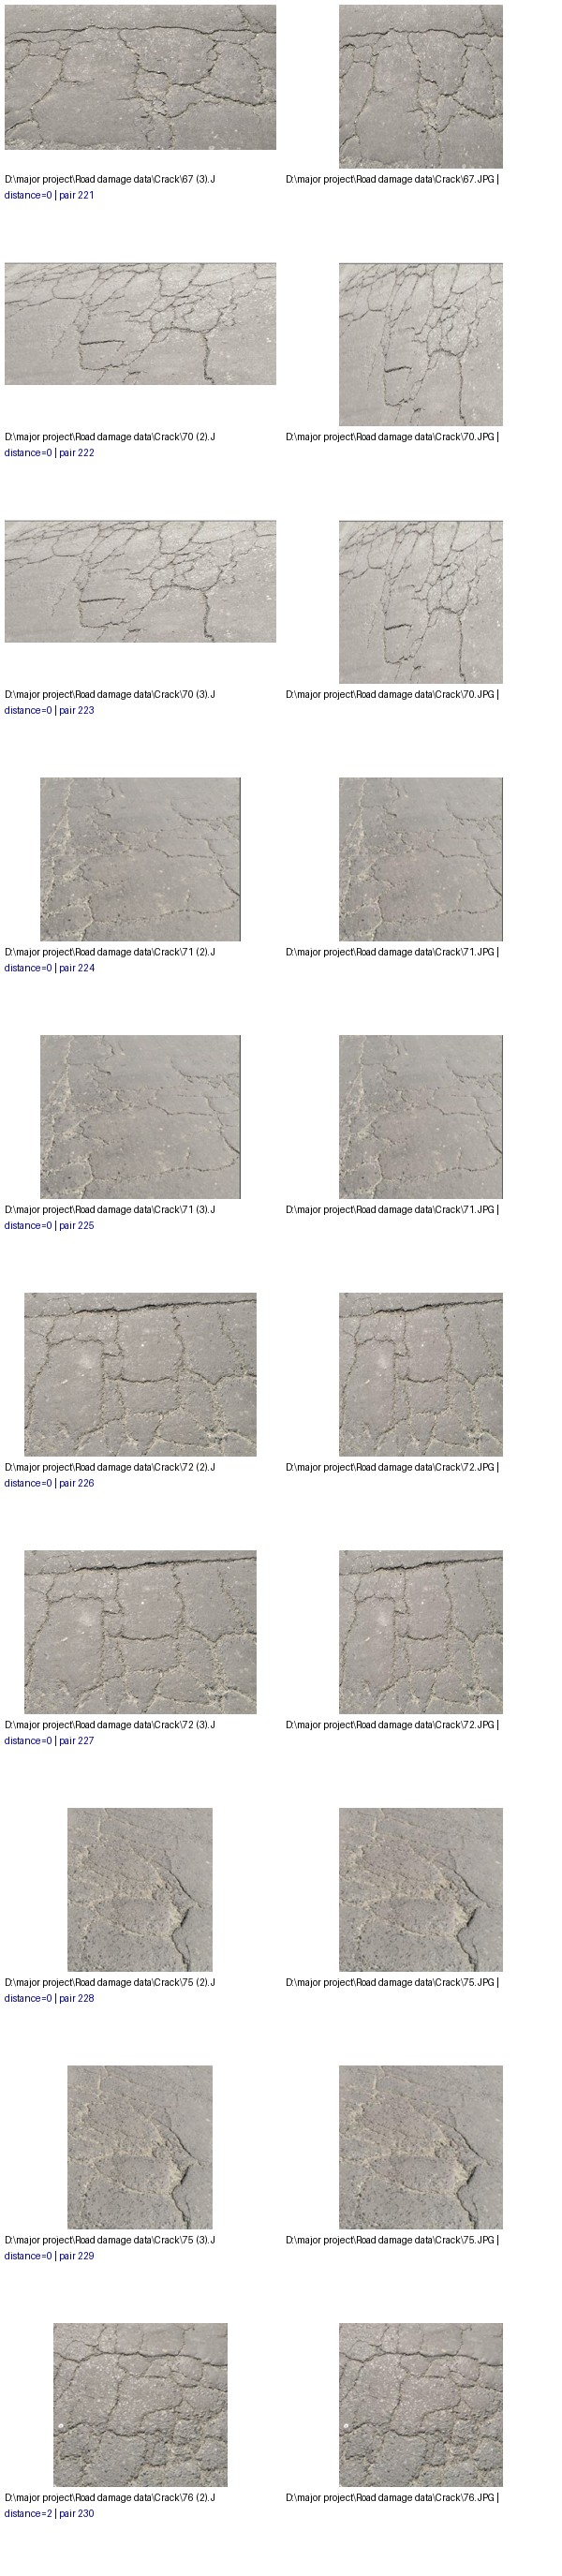 D:\major project\Road damage data\Crack\67 (3).J D:\major project\Road damage data\Crack\67.JPG |
distance=0 | pair 221
D:\major project\Road damage data\Crack\70 (2).J D:\major project\Road damage data\Crack\70.JPG |
distance=0 | pair 222
D:\major project\Road damage data\Crack\70 (3).J D:\major project\Road damage data\Crack\70.JPG |
distance=0 | pair 223
D:\major project\Road damage data\Crack\71 (2).J D:\major project\Road damage data\Crack\71.JPG |
distance=0 | pair 224
D:\major project\Road damage data\Crack\71 (3).J D:\major project\Road damage data\Crack\71.JPG |
distance=0 | pair 225
D:\major project\Road damage data\Crack\72 (2).J D:\major project\Road damage data\Crack\72.JPG |
distance=0 | pair 226
D:\major project\Road damage data\Crack\72 (3).J D:\major project\Road damage data\Crack\72.JPG |
distance=0 | pair 227
D:\major project\Road damage data\Crack\75 (2).J D:\major project\Road damage data\Crack\75.JPG |
distance=0 | pair 228
D:\major project\Road damage data\Crack\75 (3).J D:\major project\Road damage data\Crack\75.JPG |
distance=0 | pair 229
D:\major project\Road damage data\Crack\76 (2).J D:\major project\Road damage data\Crack\76.JPG |
distance=2 | pair 230